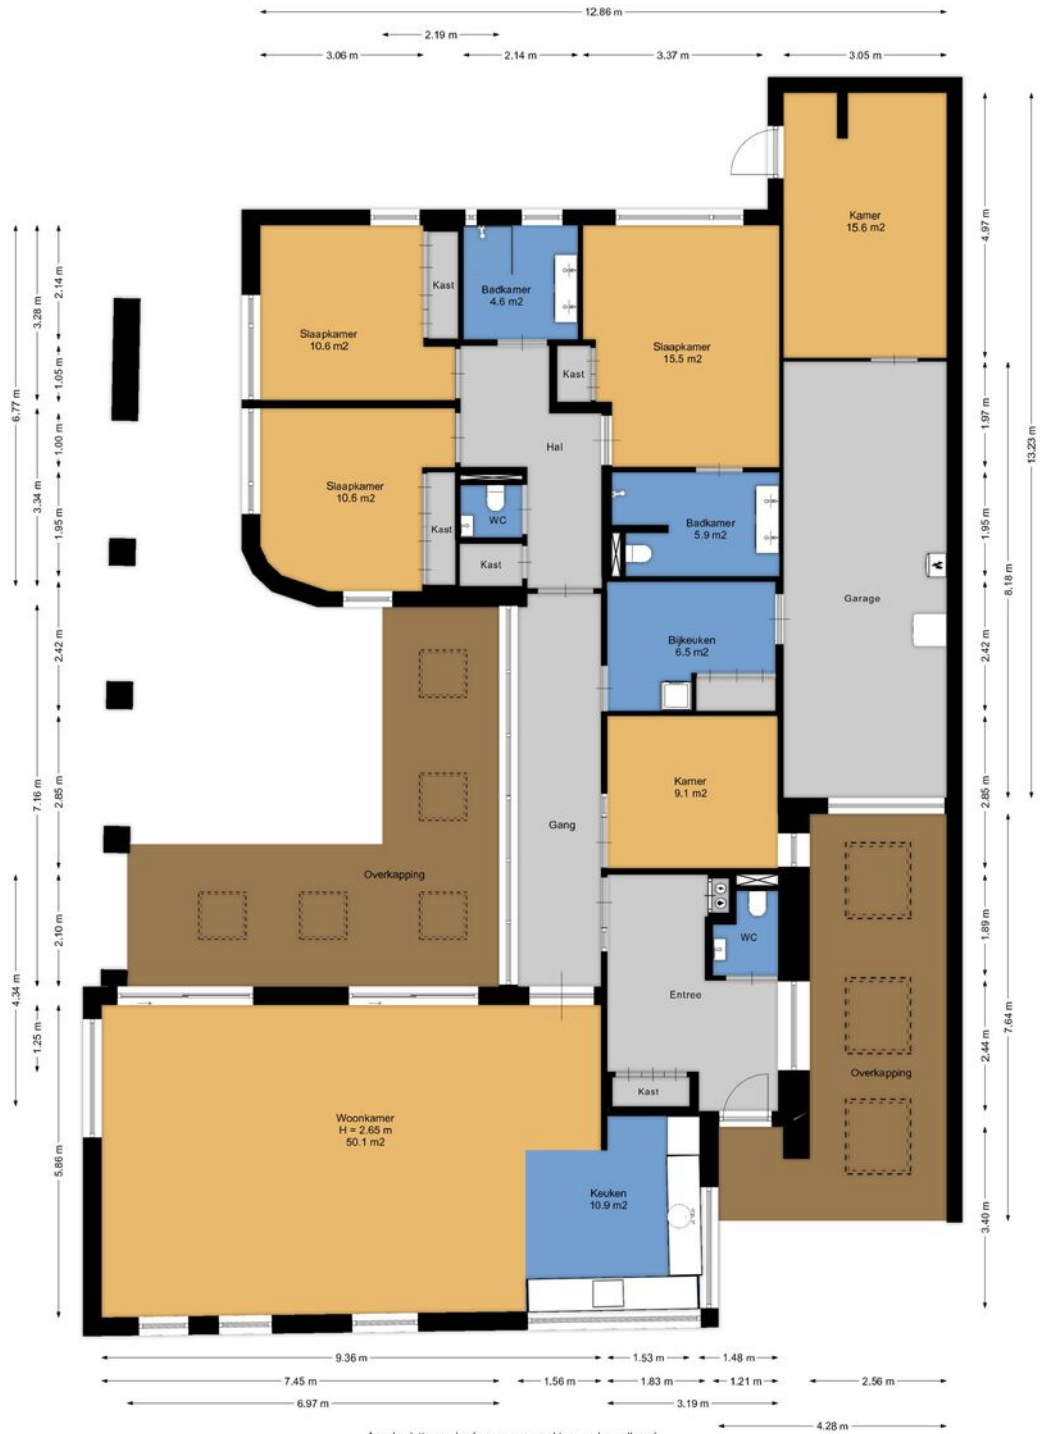 12.86 m
2.19 m
3.06 m
2.14 m
3.37 m
3.05 m
4.97 m
13.23 m
Kamer
15.6 m2
6.77 m
3.28 m
2.14 m
Kast
Badkamer
4.6 m2
Slaapkamer
10.6 m2
Slaapkamer
15.5 m2
1.05 m
Kast
1.97 m
1.00 m
Hal
3.34 m
Slaapkamer
10.6 m2
1.95 m
Kast
WC
Badkamer
5.9 m2
1.95 m
Kast
8.18 m
Garage
2.42 m
Bijkeuken
6.5 m2
2.42 m
7.16 m
2.85 m
Kamer
9.1 m2
2.85 m
Gang
Overkapping
2.10 m
1.89 m
WC
4.34 m
Entree
1.25 m
2.44 m
7.64 m
Overkapping
Kast
Woonkamer
H = 2.65 m
50.1 m2
5.86 m
Keuken
10.9 m2
3.40 m
9.36 m
1.53 m
1.48 m
7.45 m
1.56 m
1.83 m
1.21 m
2.56 m
6.97 m
3.19 m
4.28 m